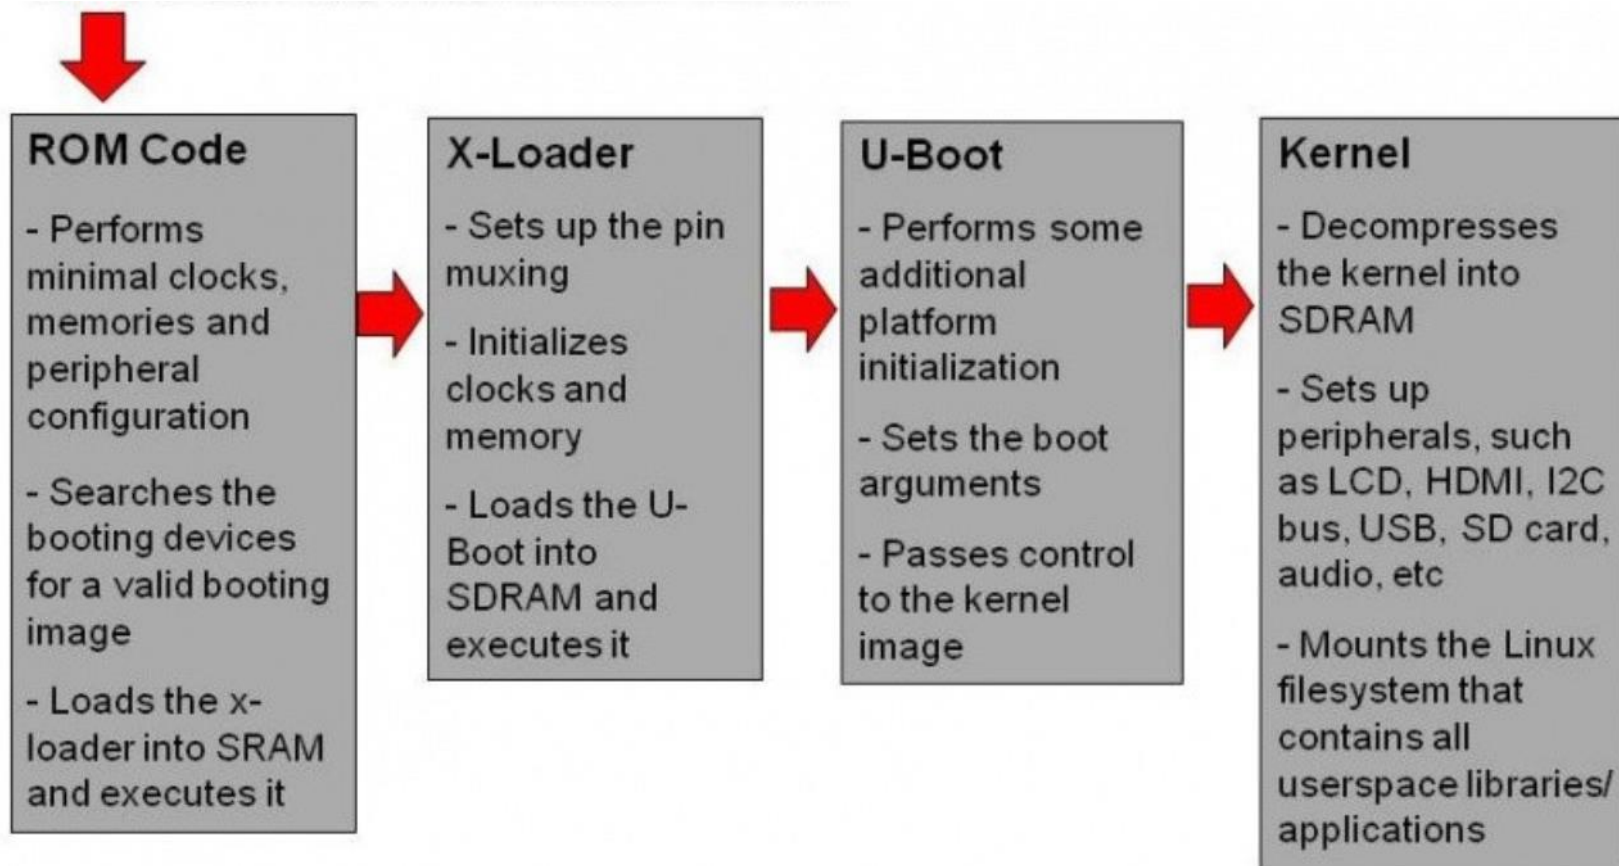 ROM Code
- Performs
minimal clocks,
memories and
peripheral
configuration
- Searches the
booting devices
for a valid booting
image
- Loads the x-
loader into SRAM
and executes it
X-Loader
- Sets up the pin
muxing
- Initializes
clocks and
memory
- Loads the U-
Boot into
SDRAM and
executes it
U-Boot
- Performs some
additional
platform
initialization
- Sets the boot
arguments
- Passes control
to the kernel
image
Kernel
- Decompresses
the kernel into
SDRAM
- Sets up
peripherals, such
as LCD, HDMI, I2C
bus, USB, SD card,
audio, etc
- Mounts the Linux
filesystem that
contains all
userspace libraries/
applications